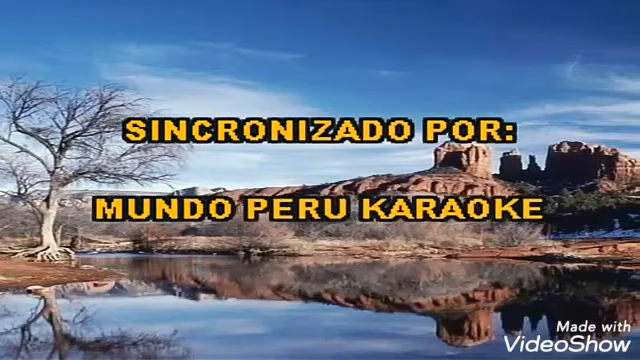 SINCRONIZADO POR:
MUNDO PERU KARAOKE
Made with
VideoShow